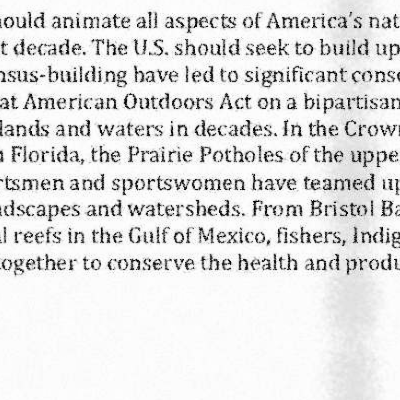 ould animate all aspects of America's nat
t decade. The U.S. should seek to build up
nsus-building have led to significant conse
at American Outdoors Act on a bipartisan
lands and waters in decades. In the Crow
Florida, the Prairie Potholes of the uppe
rtsmen and sportswomen have teamed up
ndscapes and watersheds. From Bristol Ba
l reefs in the Gulf of Mexico, fishers, Indig
ogether to conserve the health and produ